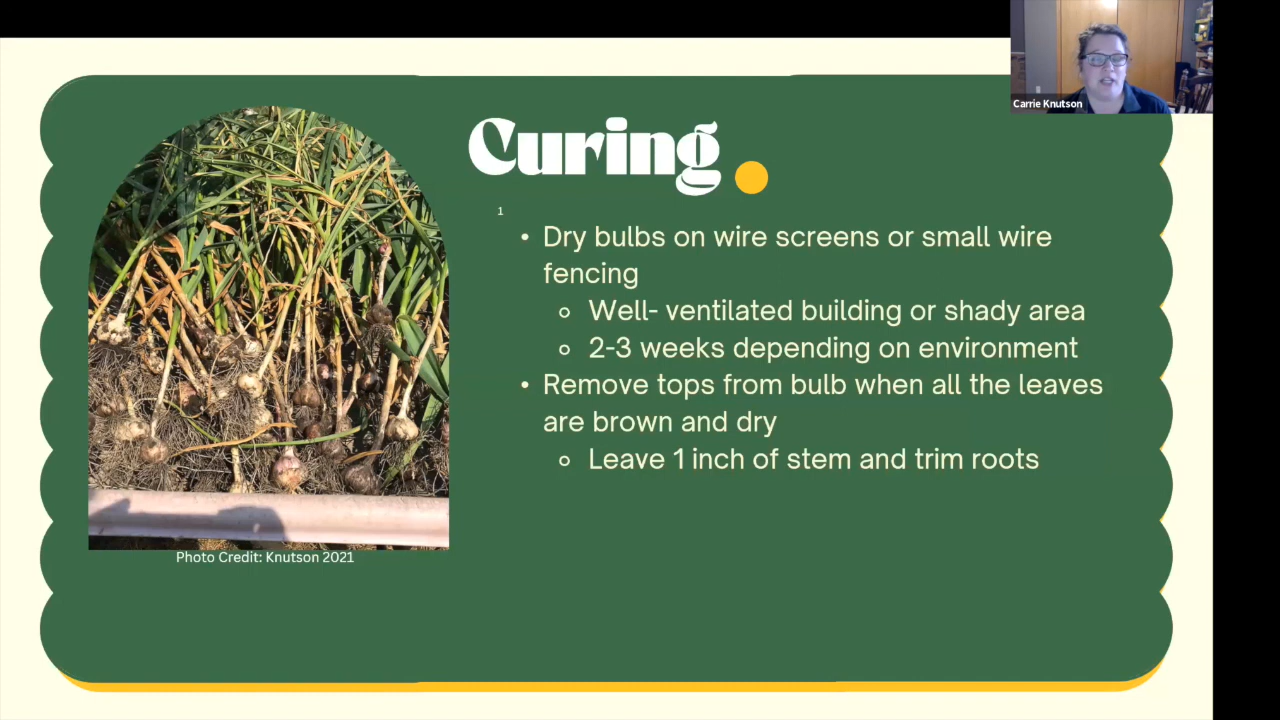 Carrie Knutson
Curing
1
• Dry bulbs on wire screens or small wire
fencing
○ Well- ventilated building or shady area
○ 2-3 weeks depending on environment
• Remove tops from bulb when all the leaves
are brown and dry
○ Leave 1 inch of stem and trim roots
Photo Credit: Knutson 2021